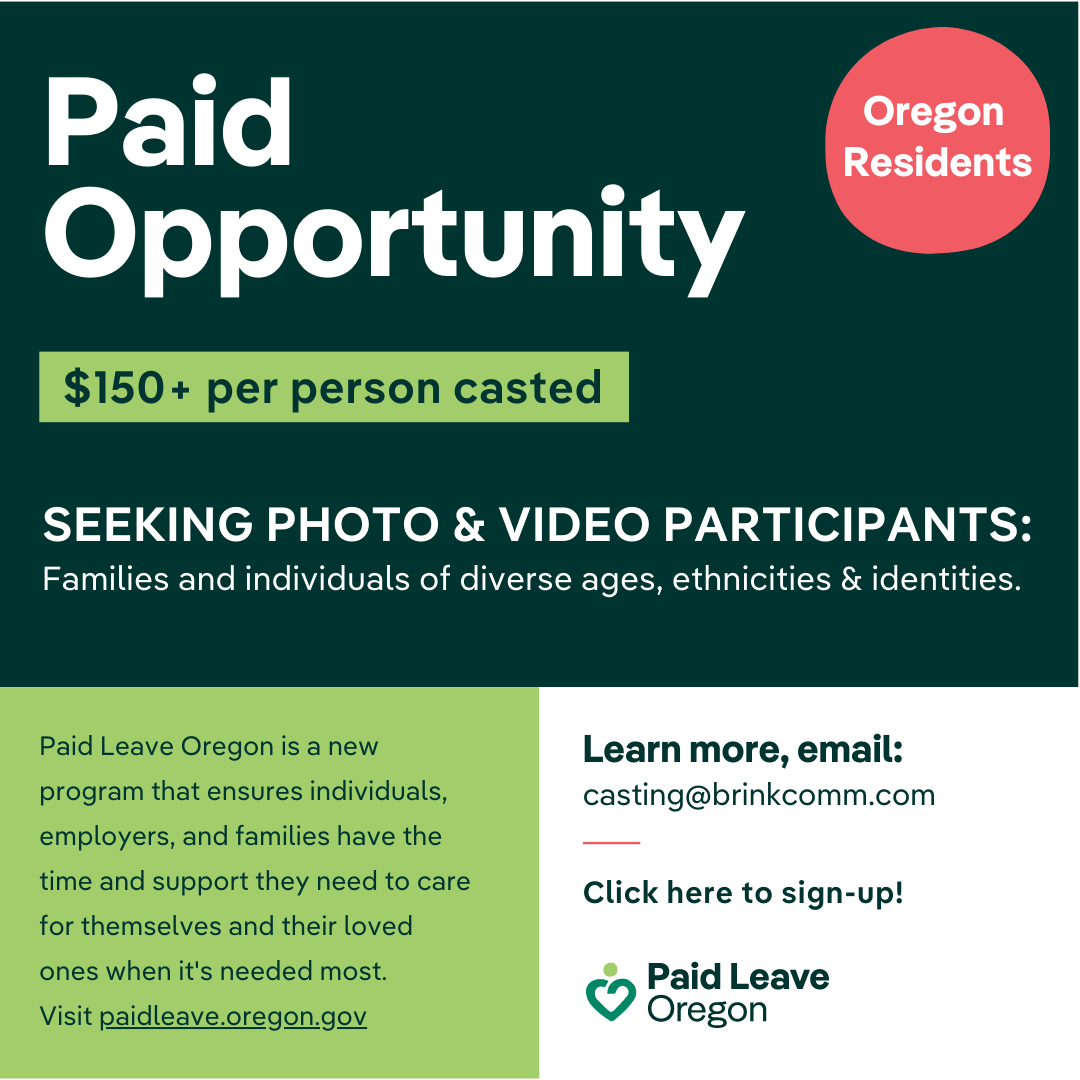 Paid
Opportunity
Oregon
Residents
$150+ per person casted
SEEKING PHOTO & VIDEO PARTICIPANTS:
Families and individuals of diverse ages, ethnicities & identities.
Paid Leave Oregon is a new
program that ensures individuals,
employers, and families have the
time and support they need to care
for themselves and their loved
ones when it's needed most.
Visit paidleave.oregon.gov
Learn more, email:
casting@brinkcomm.com
Click here to sign-up!
Paid Leave
Oregon